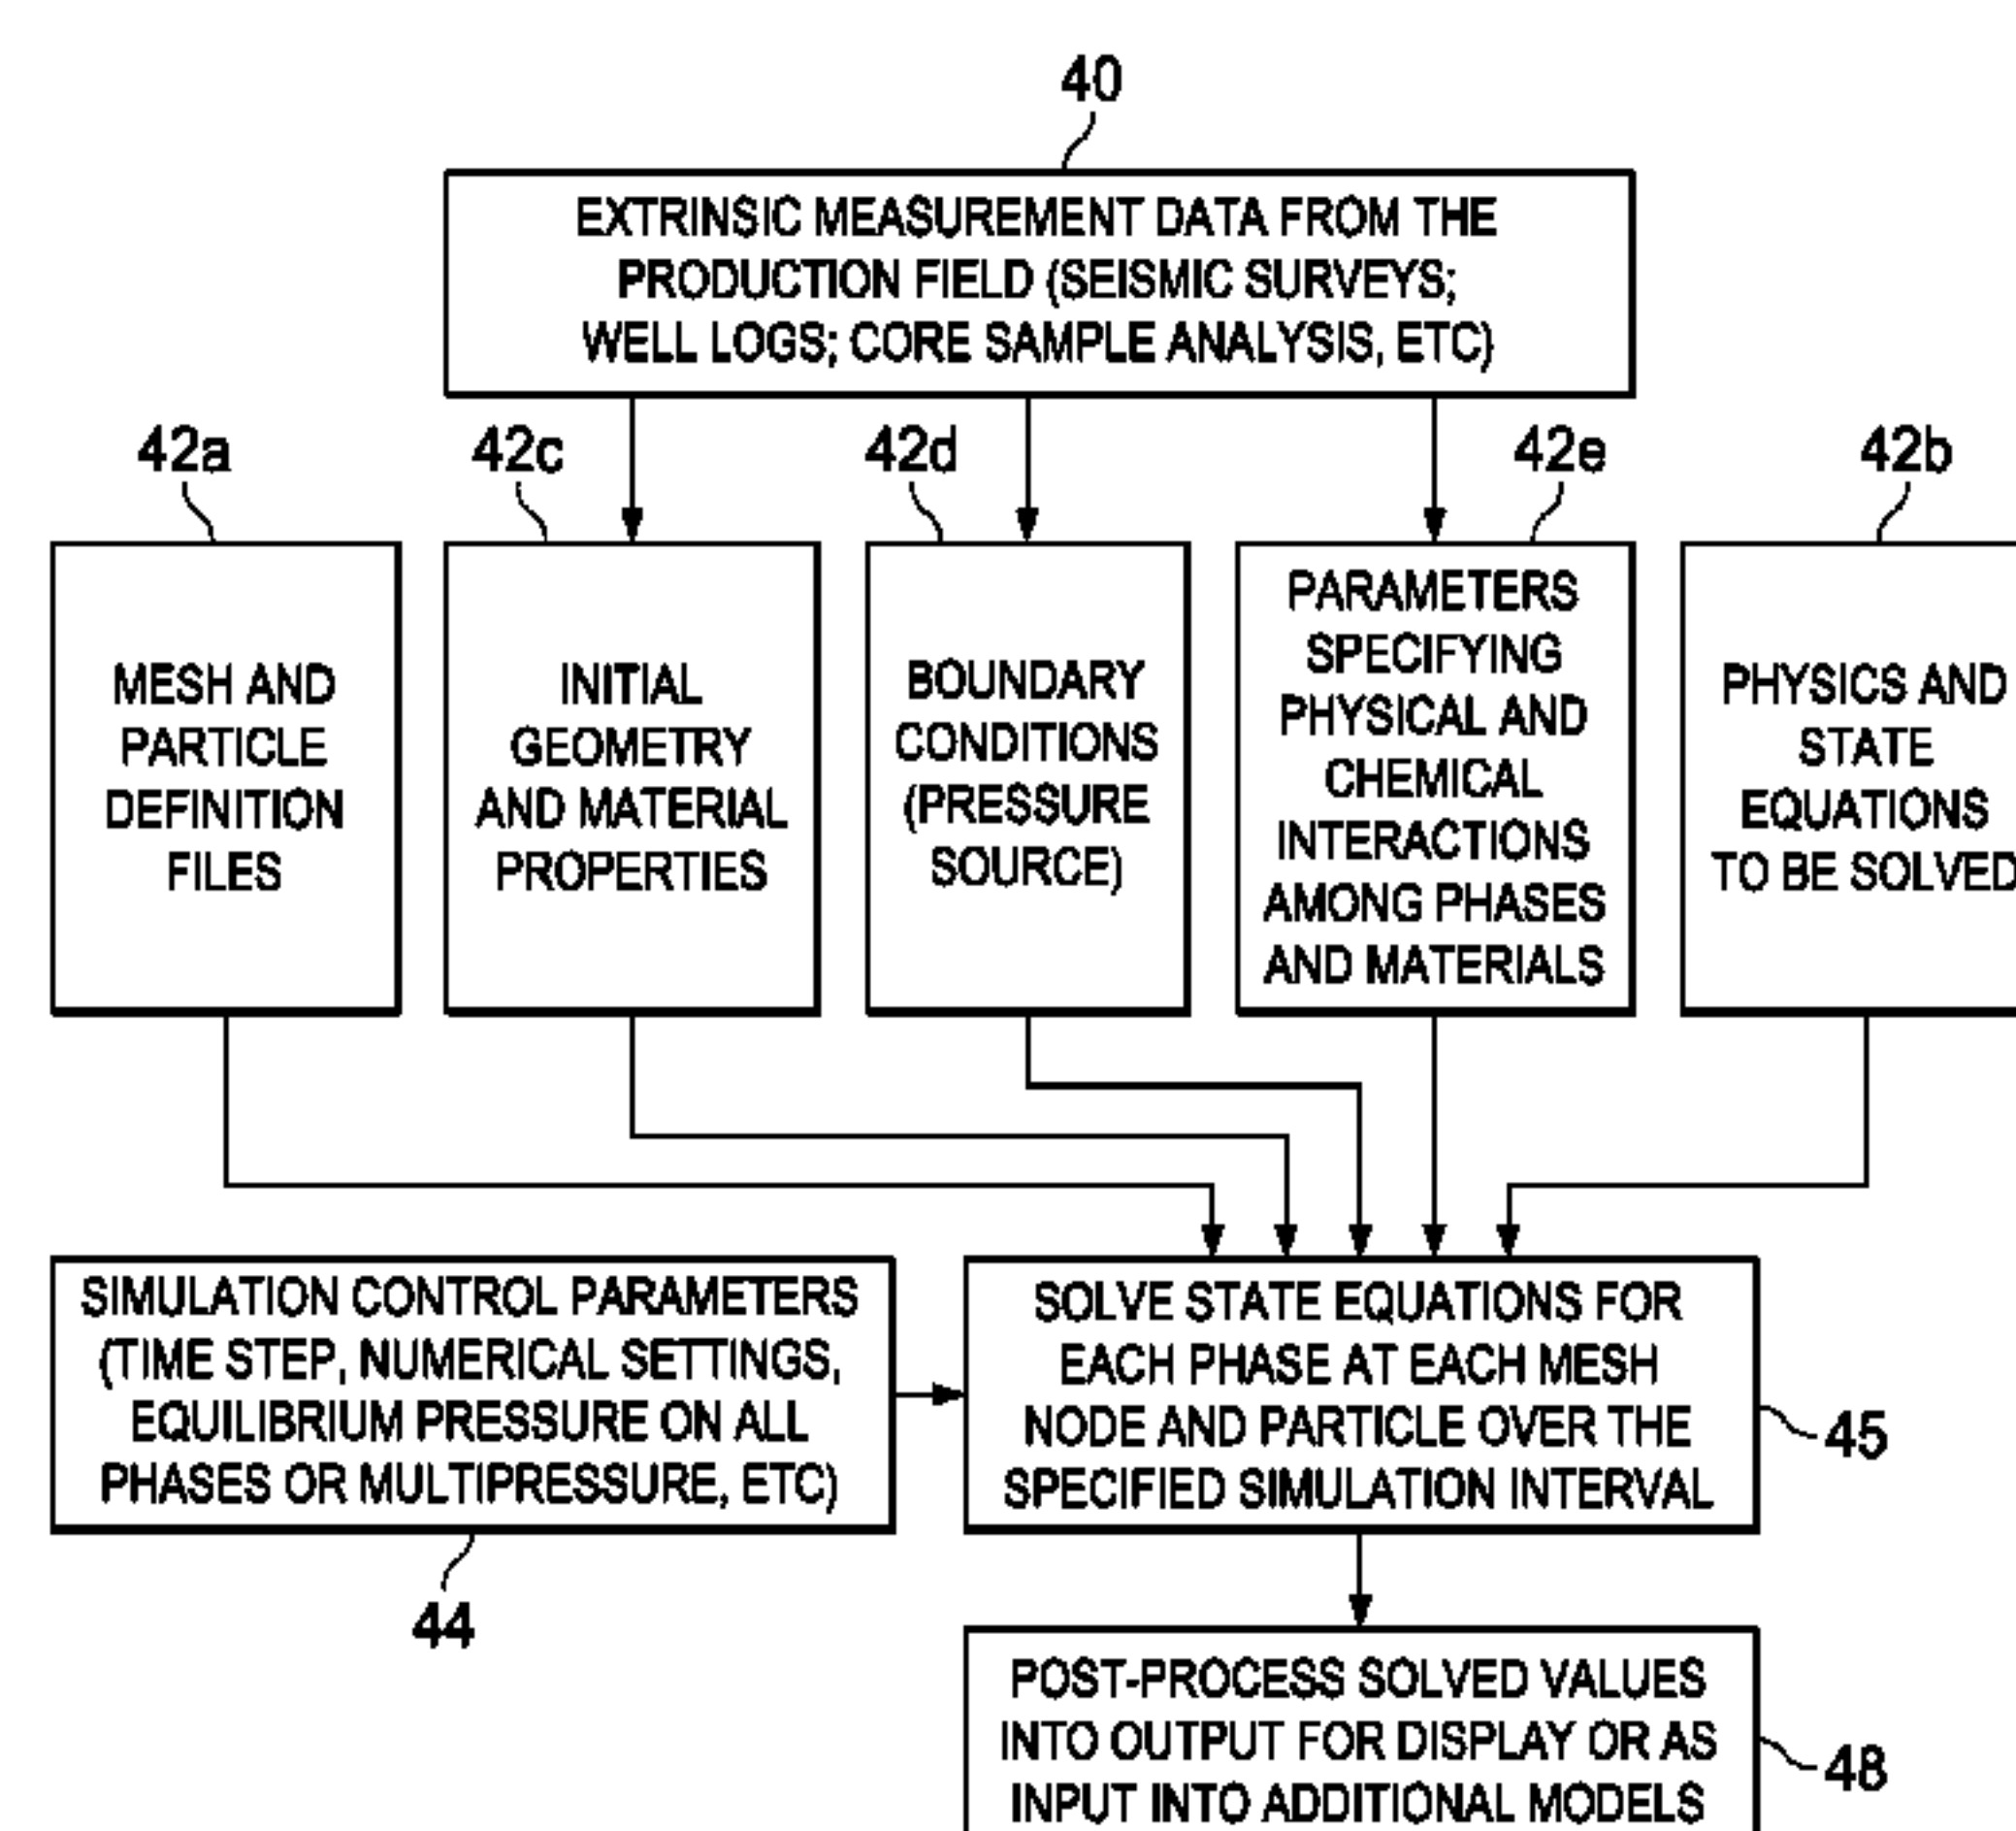 40
EXTRINSIC MEASUREMENT DATA FROM THE
PRODUCTION FIELD (SEISMIC SURVEYS;
WELL LOGS; CORE SAMPLE ANALYSIS, ETC)
42a
42c
42d
42e
42b
MESH AND
PARTICLE
DEFINITION
FILES
INITIAL
GEOMETRY
AND MATERIAL
PROPERTIES
BOUNDARY
CONDITIONS
(PRESSURE
SOURCE)
PARAMETERS
SPECIFYING
PHYSICAL AND
CHEMICAL
INTERACTIONS
AMONG PHASES
AND MATERIALS
PHYSICS AND
STATE
EQUATIONS
TO BE SOLVED
SIMULATION CONTROL PARAMETERS
(TIME STEP, NUMERICAL SETTINGS,
EQUILIBRIUM PRESSURE ON ALL
PHASES OR MULTIPRESSURE, ETC)
44
SOLVE STATE EQUATIONS FOR
EACH PHASE AT EACH MESH
NODE AND PARTICLE OVER THE
SPECIFIED SIMULATION INTERVAL
45
POST-PROCESS SOLVED VALUES
INTO OUTPUT FOR DISPLAY OR AS
INPUT INTO ADDITIONAL MODELS
48